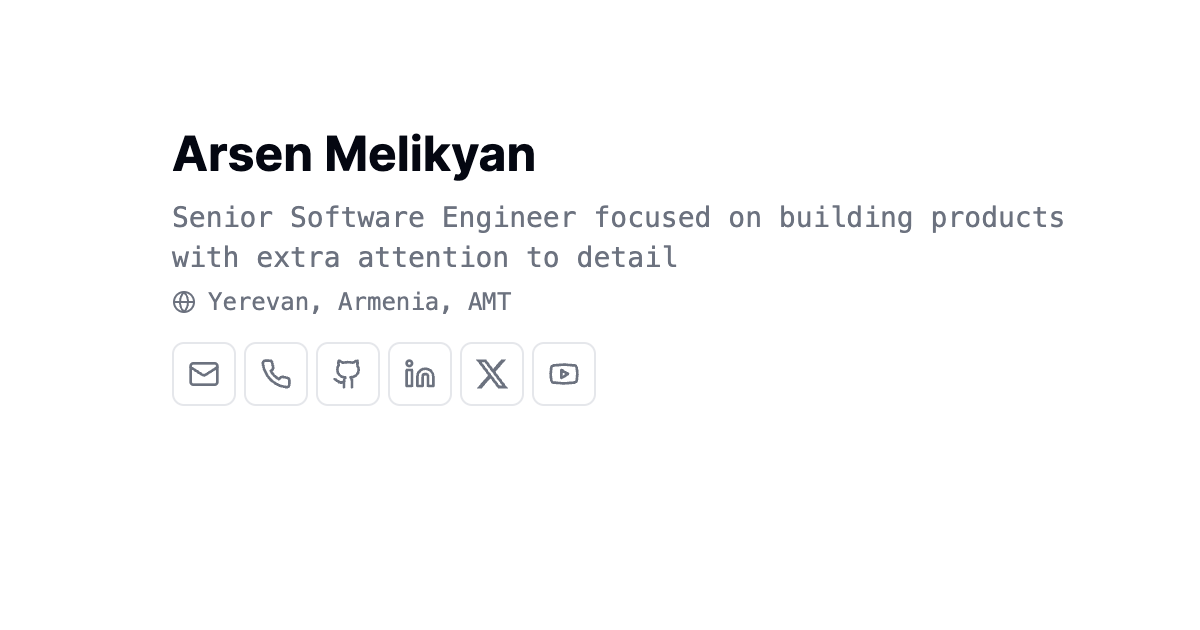 Arsen Melikyan
Senior Software Engineer focused on building products
with extra attention to detail
Yerevan, Armenia, AMT